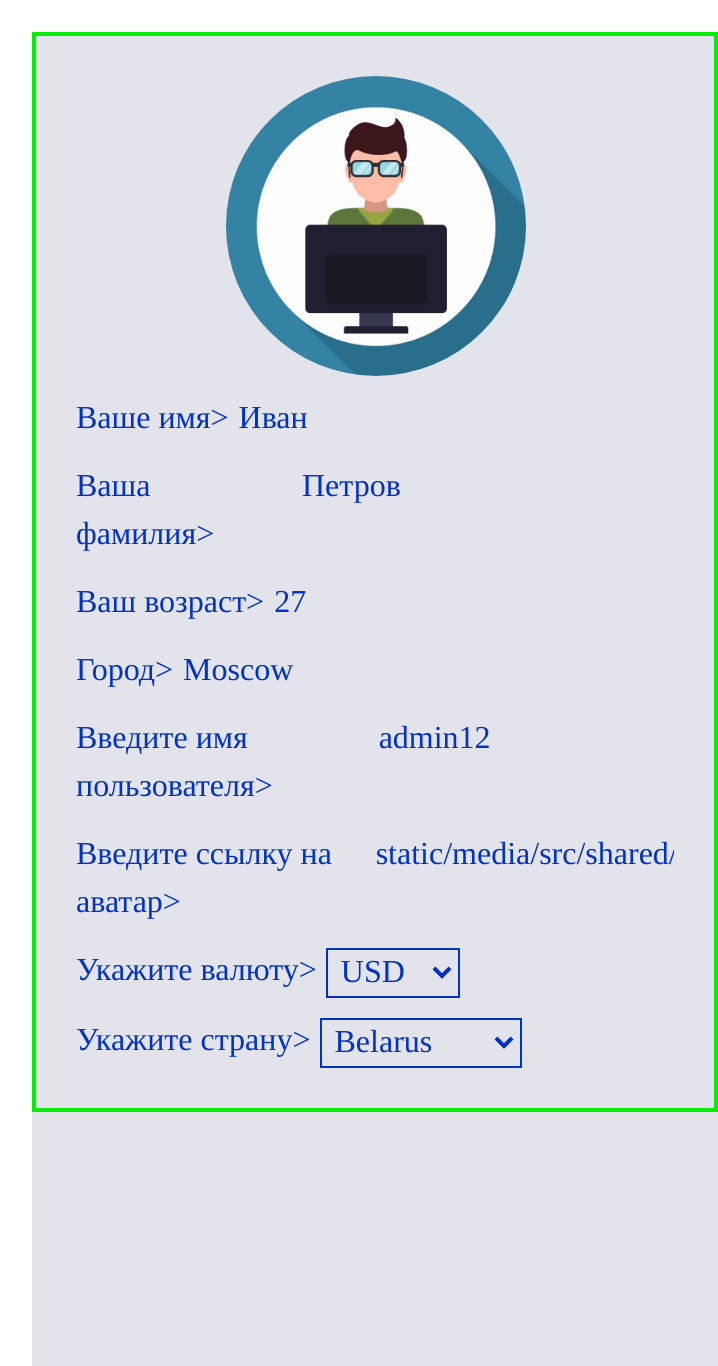 Ваше имя> Иван
Ваша Петров
фамилия>
Ваш возраст> 27
Город> Moscow
Введите имя admin12
пользователя>
Введите ссылку на static/media/src/shared/
аватар>
Укажите валюту> USD
Укажите страну> Belarus